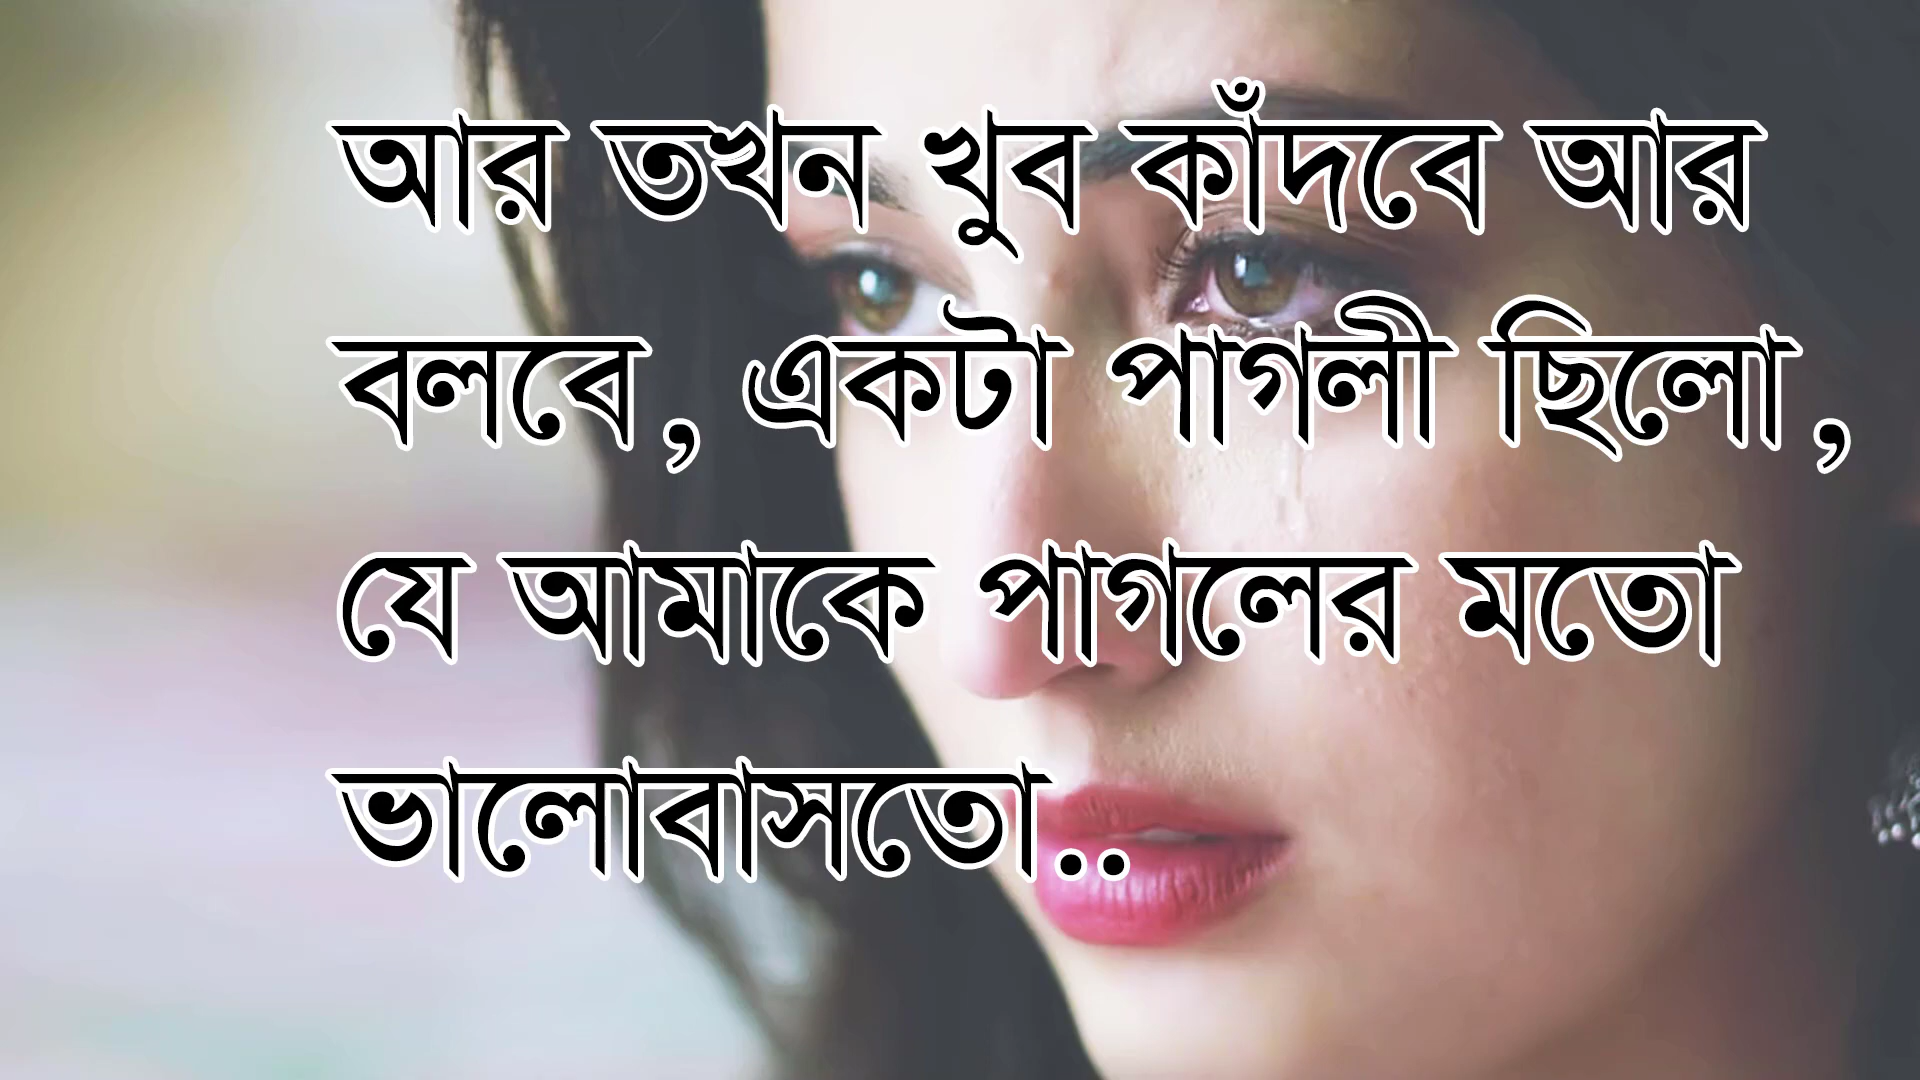 আর তখন খুব কাঁদবে আর
বলবে, একটা পাগলী ছিলো,
যে আমাকে পাগলের মতো
ভালোবাসতো..